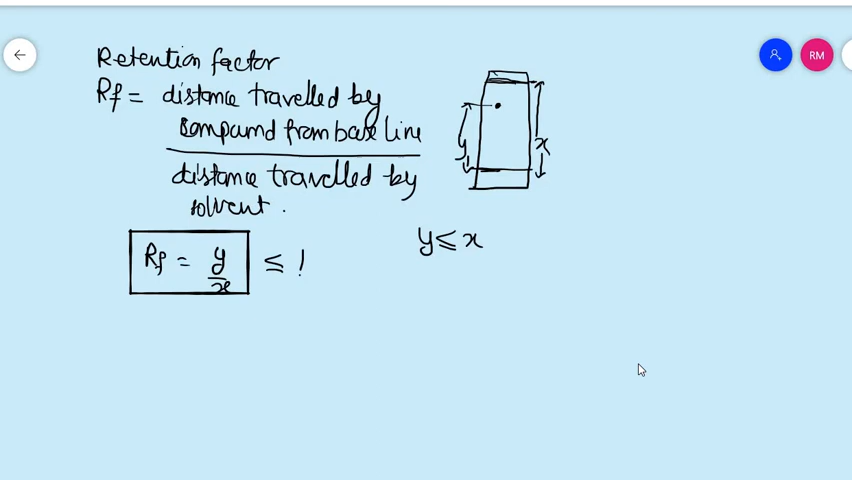 Retention factor
Rf = distance travelled by
compound from base line
distance travelled by
solvent.
y
x
y ≤ x
Rf = y/x ≤ 1
RM